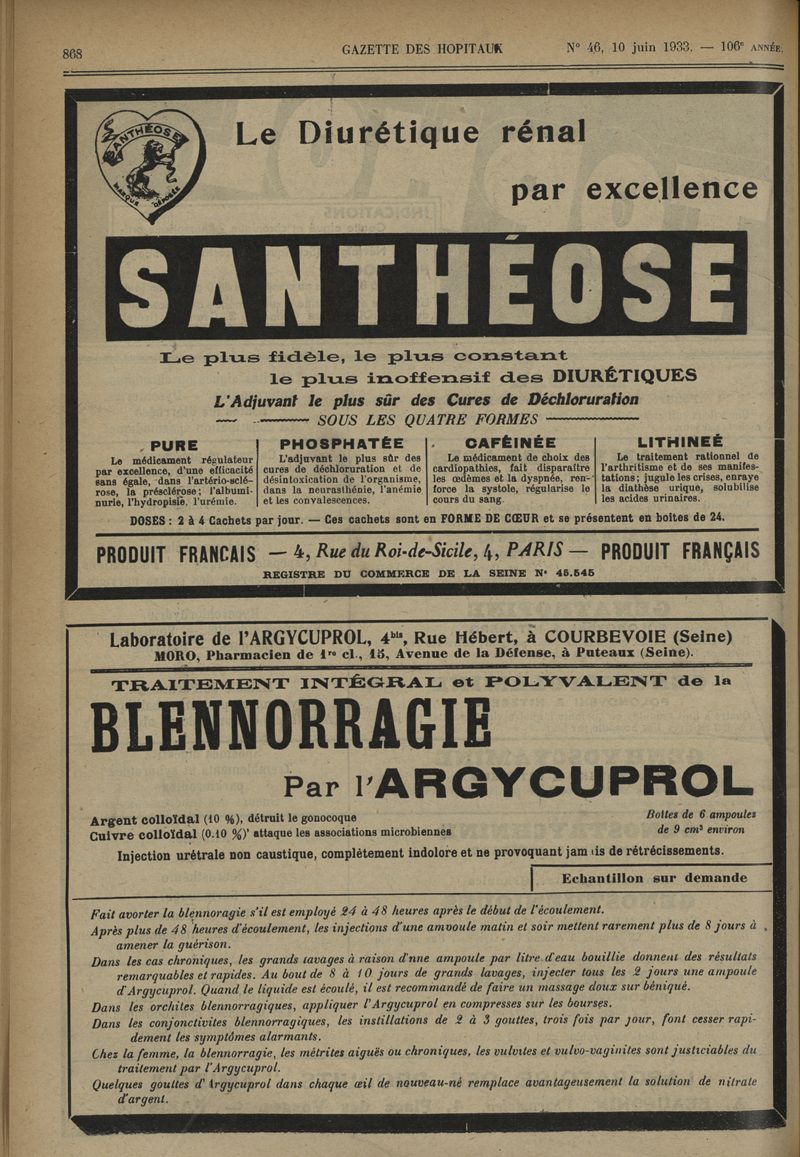 868
GAZETTE DES HOPITAUX
N° 46, 10 juin 1933. — 106e ANNÉE.
SANTHÉOSE
MARQUE DÉPOSÉE
Le Diurétique rénal
par excellence
SANTHÉOSE
Le plus fidèle, le plus constant
le plus inoffensif des DIURÉTIQUES
L'Adjuvant le plus sûr des Cures de Déchloruration
SOUS LES QUATRE FORMES
PURE
Le médicament régulateur
par excellence, d'une efficacité
sans égale, dans l'artério-sclé-
rose, la présclérose; l'albumi-
nurie, l'hydropisie, l'urémie.
PHOSPHATÉE
L'adjuvant le plus sûr des
cures de déchloruration et de
désintoxication de l'organisme,
dans la neurasthénie, l'anémie
et les convalescences.
CAFÉINÉE
Le médicament de choix des
cardiopathies, fait disparaître
les œdèmes et la dyspnée, ren-
force la systole, régularise le
cours du sang.
LITHINEÉ
Le traitement rationnel de
l'arthritisme et de ses manifes-
tations; jugule les crises, enraye
la diathèse urique, solubilise
les acides urinaires.
DOSES : 2 à 4 Cachets par jour. — Ces cachets sont en FORME DE CŒUR et se présentent en boîtes de 24.
PRODUIT FRANCAIS — 4, Rue du Roi-de-Sicile, 4, PARIS — PRODUIT FRANÇAIS
REGISTRE DU COMMERCE DE LA SEINE N° 45.545
Laboratoire de l'ARGYCUPROL, 4bis, Rue Hébert, à COURBEVOIE (Seine)
MORO, Pharmacien de 1re cl., 15, Avenue de la Défense, à Puteaux (Seine).
TRAITEMENT INTÉGRAL et POLYVALENT de la
BLENNORRAGIE
Par l'ARGYCUPROL
Argent colloïdal (10 %), détruit le gonocoque
Cuivre colloïdal (0.10 %)' attaque les associations microbiennes
Boîtes de 6 ampoules
de 9 cm3 environ
Injection urétrale non caustique, complètement indolore et ne provoquant jam is de rétrécissements.
Echantillon sur demande
Fait avorter la blennoragie s'il est employé 24 à 48 heures après le début de l'écoulement.
Après plus de 48 heures d'écoulement, les injections d'une amvoule matin et soir mettent rarement plus de 8 jours à
amener la guérison.
Dans les cas chroniques, les grands lavages à raison d'nne ampoule par litre d'eau bouillie donnent des résultats
remarquables et rapides. Au bout de 8 à 10 jours de grands lavages, injecter tous les 2 jours une ampoule
d'Argycuprol. Quand le liquide est écoulé, il est recommandé de faire un massage doux sur béniqué.
Dans les orchites blennorragiques, appliquer l'Argycuprol en compresses sur les bourses.
Dans les conjonctivites blennorragiques, les instillations de 2 à 3 gouttes, trois fois par jour, font cesser rapi-
dement les symptômes alarmants.
Chez la femme, la blennorragie, les métrites aiguës ou chroniques, les vulvites et vulvo-vaginites sont justiciables du
traitement par l'Argycuprol.
Quelques gouttes d'Argycuprol dans chaque œil de nouveau-né remplace avantageusement la solution de nitrate
d'argent.